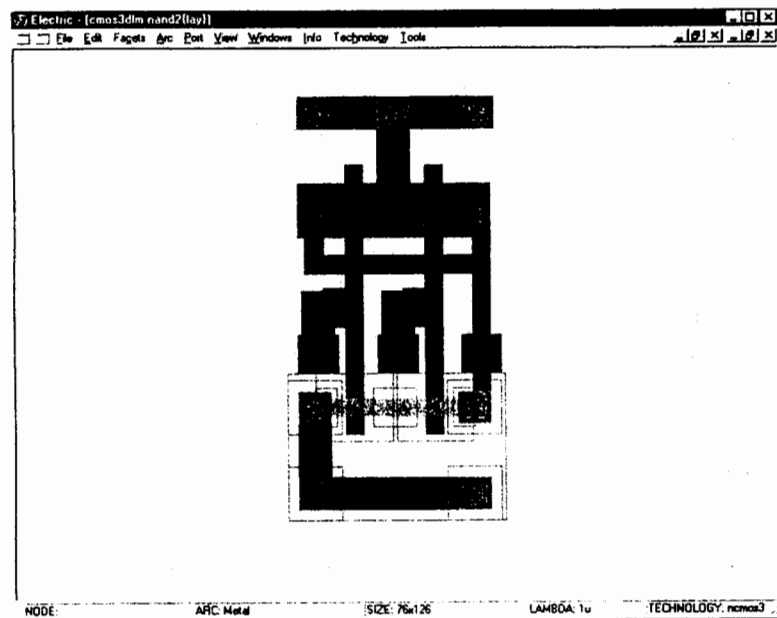 Electric - [cmos3dlm nand2{lay}]
File Edit Facets Arc Port View Windows Info Technology Tools
NODE: ARC: Metal SIZE: 76x126 LAMBDA: 1u TECHNOLOGY: ncmos3